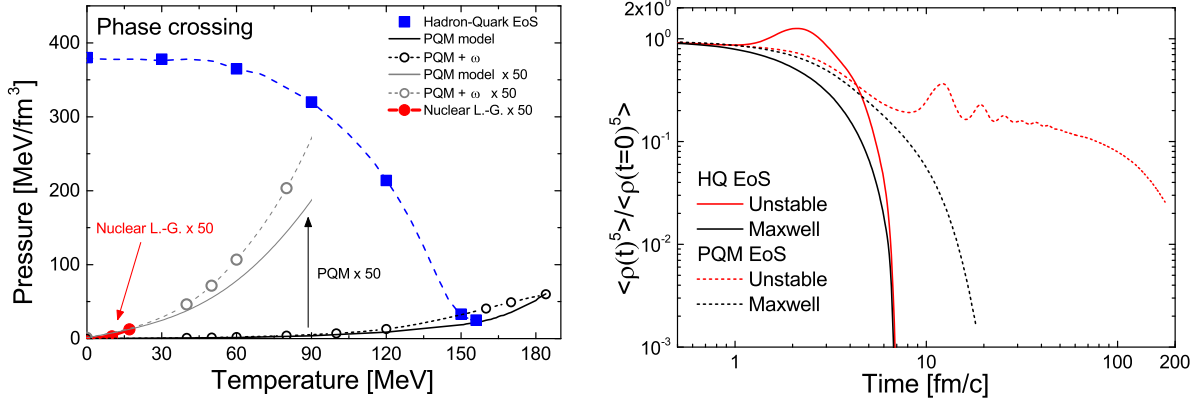 Phase crossing
Hadron-Quark EoS
PQM model
PQM + ω
PQM model x 50
PQM + ω x 50
Nuclear L.-G. x 50
Nuclear L.-G. x 50
PQM x 50
400
300
200
100
0
Pressure [MeV/fm³]
0 30 60 90 120 150 180
Temperature [MeV]
2x10⁰
10⁰
10⁻¹
10⁻²
10⁻³
<ρ(t)⁵>/<ρ(t=0)⁵>
HQ EoS
Unstable
Maxwell
PQM EoS
Unstable
Maxwell
1 10 100 200
Time [fm/c]